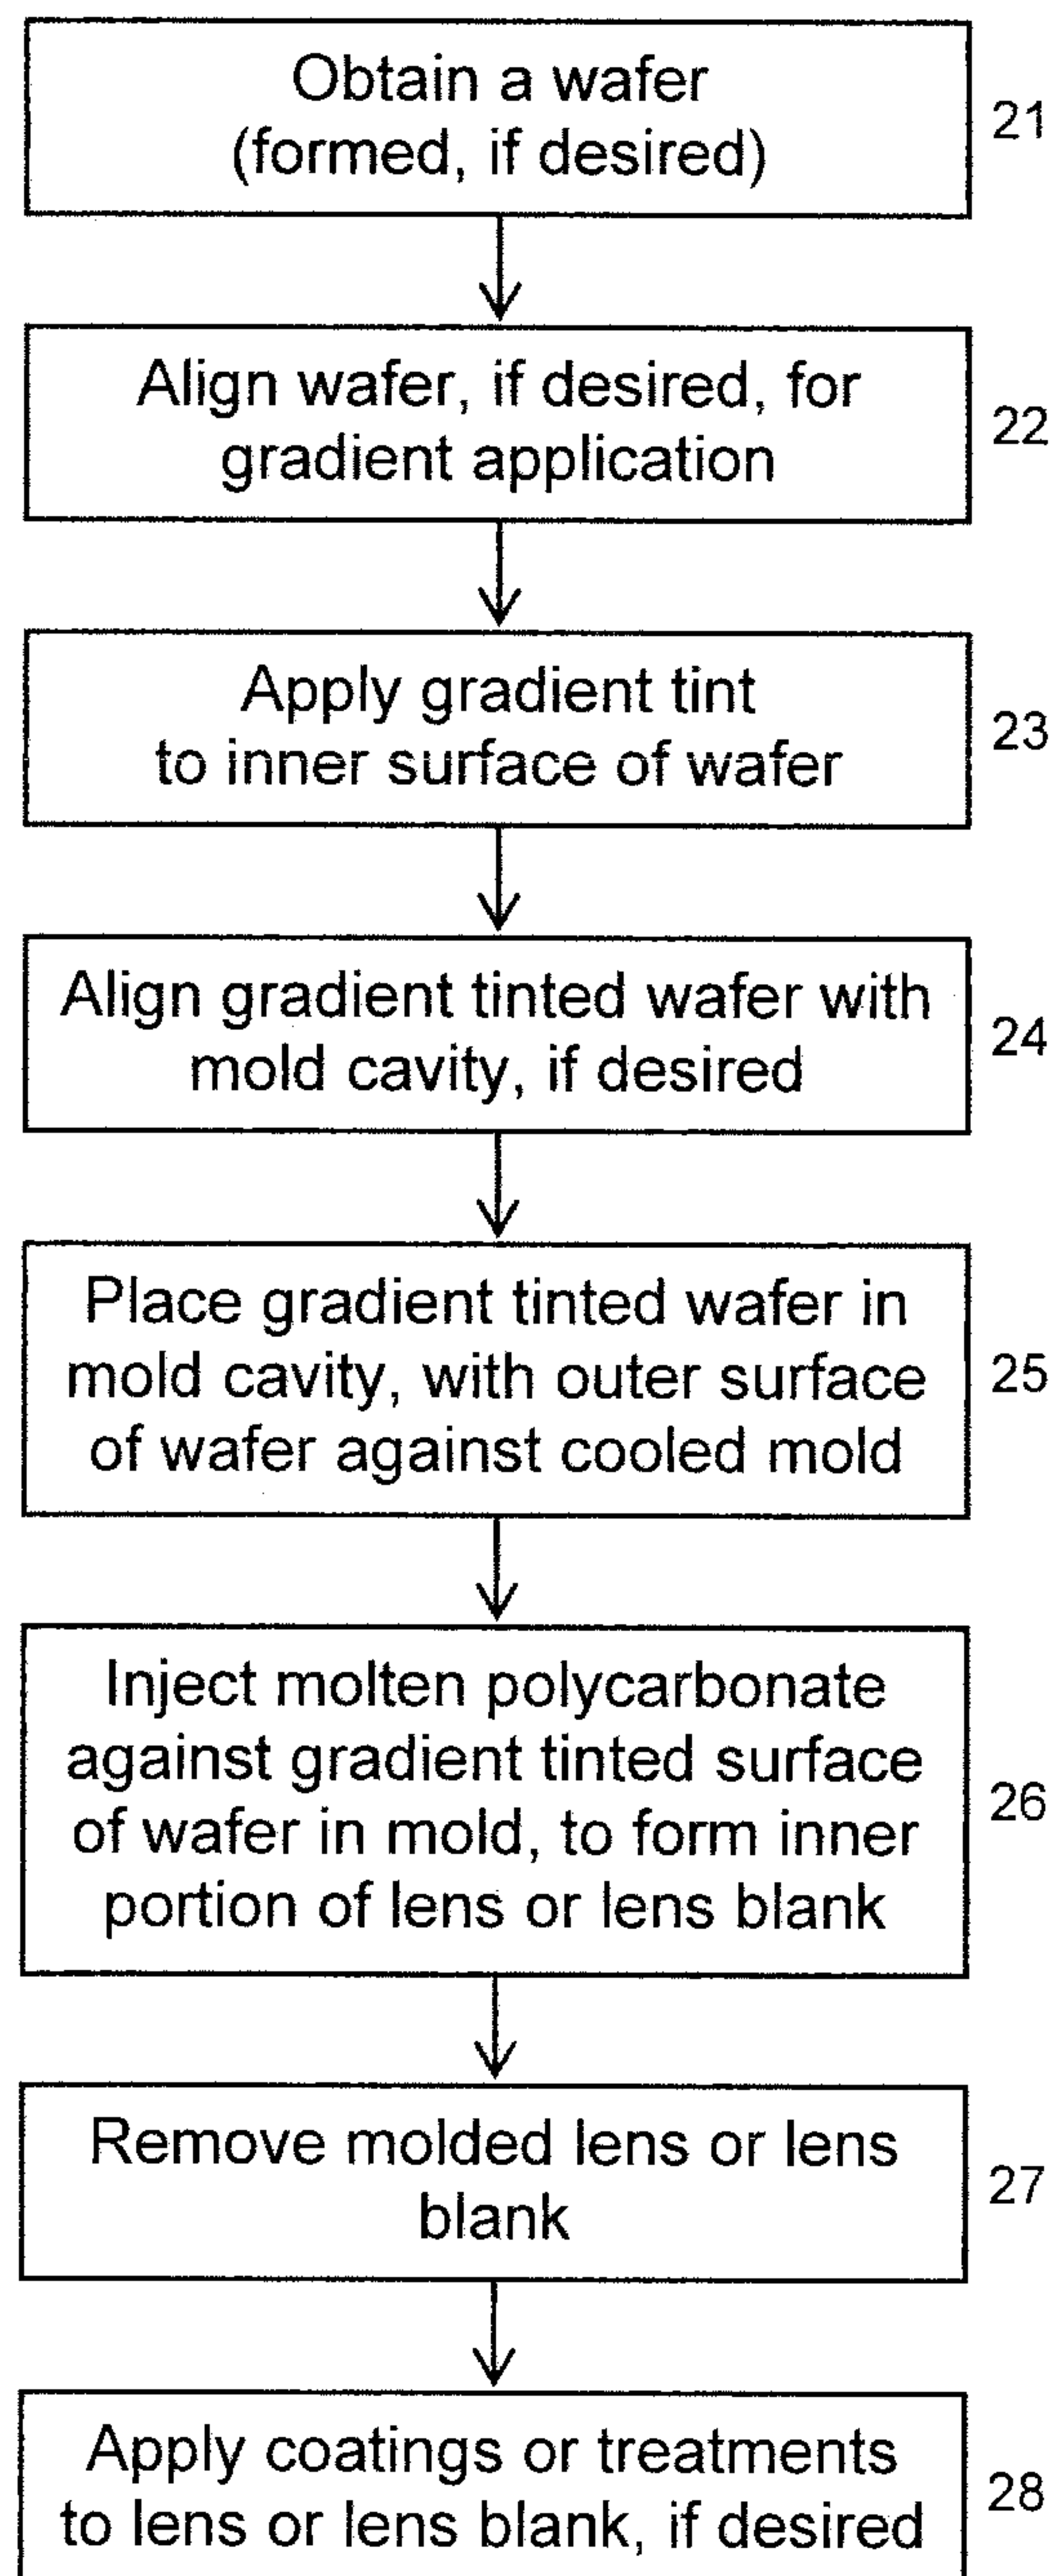 Obtain a wafer
(formed, if desired)
21
Align wafer, if desired, for
gradient application
22
Apply gradient tint
to inner surface of wafer
23
Align gradient tinted wafer with
mold cavity, if desired
24
Place gradient tinted wafer in
mold cavity, with outer surface
of wafer against cooled mold
25
Inject molten polycarbonate
against gradient tinted surface
of wafer in mold, to form inner
portion of lens or lens blank
26
Remove molded lens or lens
blank
27
Apply coatings or treatments
to lens or lens blank, if desired
28